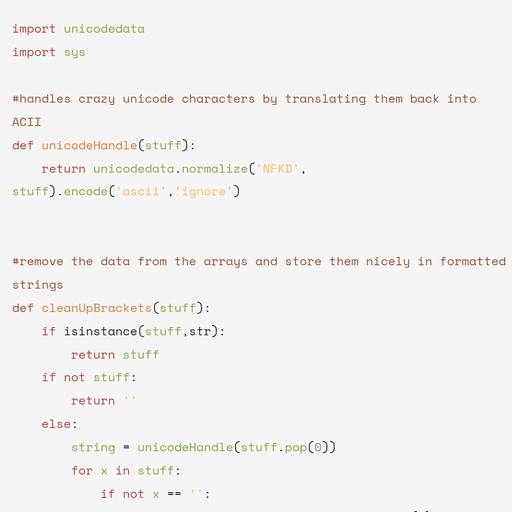 import unicodedata
import sys
#handles crazy unicode characters by translating them back into
ACII
def unicodeHandle(stuff):
    return unicodedata.normalize('NFKD',
stuff).encode('ascii','ignore')
#remove the data from the arrays and store them nicely in formatted
strings
def cleanUpBrackets(stuff):
    if isinstance(stuff,str):
        return stuff
    if not stuff:
        return ''
    else:
        string = unicodeHandle(stuff.pop(0))
        for x in stuff:
            if not x == '':